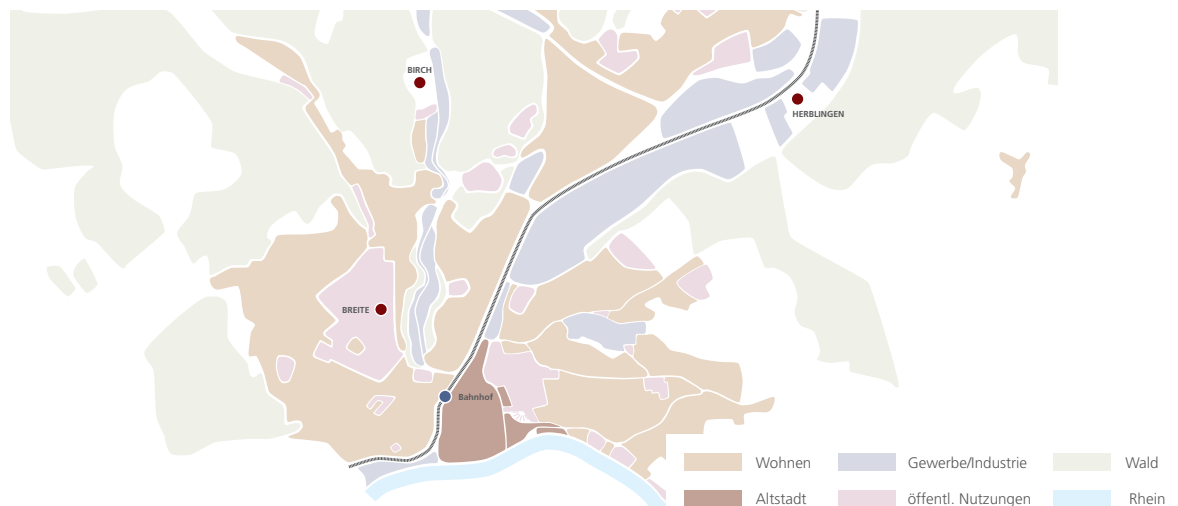 BIRCH
HERBLINGEN
BREITE
Bahnhof
Wohnen
Gewerbe/Industrie
Wald
Altstadt
öffentl. Nutzungen
Rhein